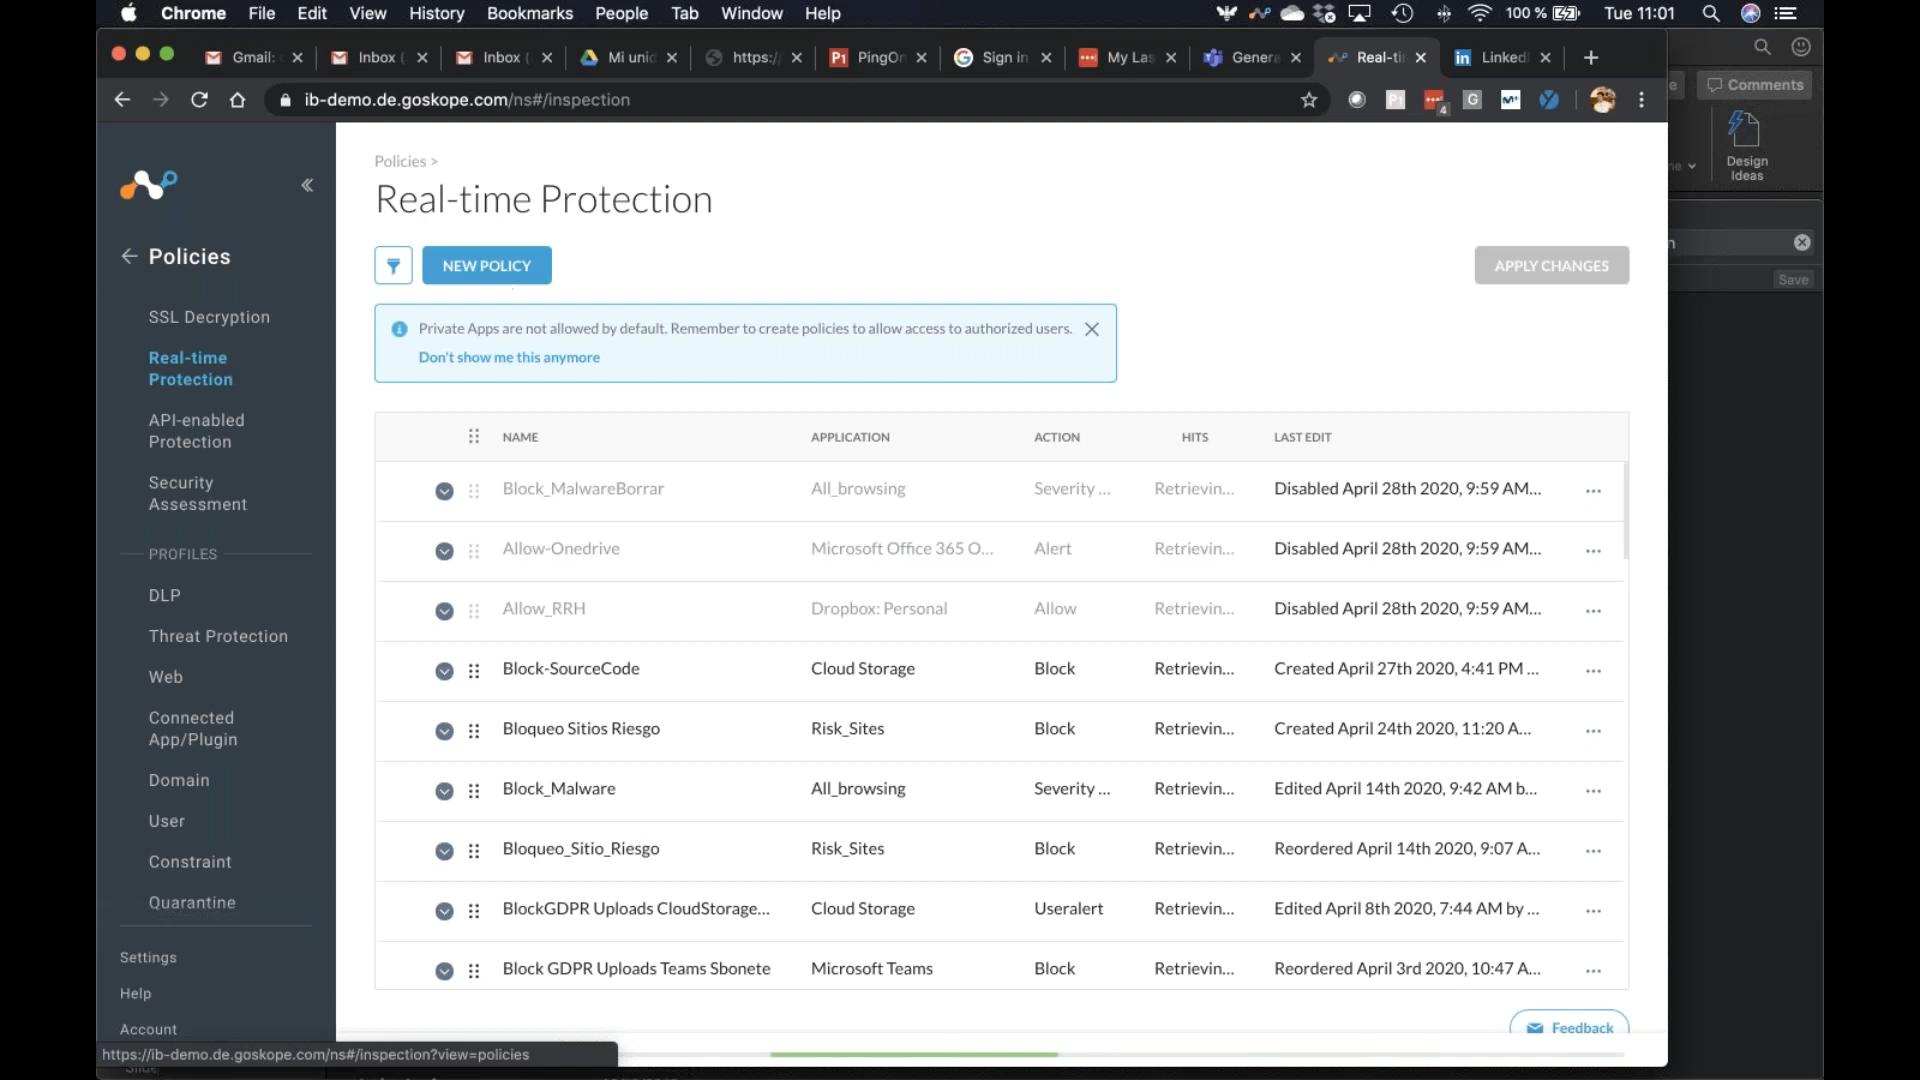 Chrome File Edit View History Bookmarks People Tab Window Help 100 % Tue 11:01
Gmail: Inbox ( Inbox ( Mi unid https:/ PingOn Sign in My Las Genera Real-ti LinkedI
ib-demo.de.goskope.com/ns#/inspection
4
Comments
Design
Ideas
Save
Policies
SSL Decryption
Real-time
Protection
API-enabled
Protection
Security
Assessment
PROFILES
DLP
Threat Protection
Web
Connected
App/Plugin
Domain
User
Constraint
Quarantine
Settings
Help
Account
https://ib-demo.de.goskope.com/ns#/inspection?view=policies
Slide
Policies >
Real-time Protection
NEW POLICY
APPLY CHANGES
Private Apps are not allowed by default. Remember to create policies to allow access to authorized users.
Don't show me this anymore
NAME APPLICATION ACTION HITS LAST EDIT
Block_MalwareBorrar All_browsing Severity ... Retrievin... Disabled April 28th 2020, 9:59 AM...
Allow-Onedrive Microsoft Office 365 O... Alert Retrievin... Disabled April 28th 2020, 9:59 AM...
Allow_RRH Dropbox: Personal Allow Retrievin... Disabled April 28th 2020, 9:59 AM...
Block-SourceCode Cloud Storage Block Retrievin... Created April 27th 2020, 4:41 PM ...
Bloqueo Sitios Riesgo Risk_Sites Block Retrievin... Created April 24th 2020, 11:20 A...
Block_Malware All_browsing Severity ... Retrievin... Edited April 14th 2020, 9:42 AM b...
Bloqueo_Sitio_Riesgo Risk_Sites Block Retrievin... Reordered April 14th 2020, 9:07 A...
BlockGDPR Uploads CloudStorage... Cloud Storage Useralert Retrievin... Edited April 8th 2020, 7:44 AM by ...
Block GDPR Uploads Teams Sbonete Microsoft Teams Block Retrievin... Reordered April 3rd 2020, 10:47 A...
Feedback